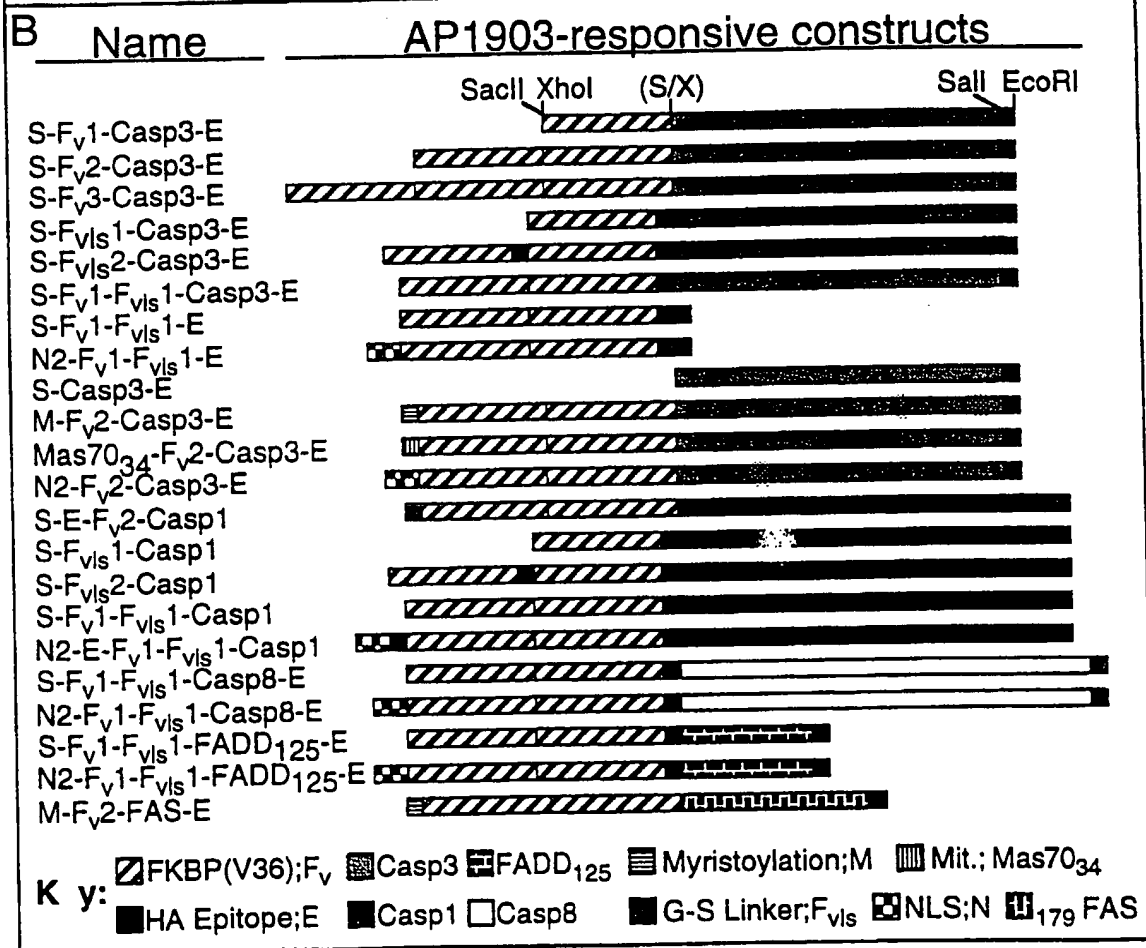 B Name AP1903-responsive constructs
SacII XhoI (S/X) SalI EcoRI
S-Fv1-Casp3-E
S-Fv2-Casp3-E
S-Fv3-Casp3-E
S-Fvls1-Casp3-E
S-Fvls2-Casp3-E
S-Fv1-Fvls1-Casp3-E
S-Fv1-Fvls1-E
N2-Fv1-Fvls1-E
S-Casp3-E
M-Fv2-Casp3-E
Mas7034-Fv2-Casp3-E
N2-Fv2-Casp3-E
S-E-Fv2-Casp1
S-Fvls1-Casp1
S-Fvls2-Casp1
S-Fv1-Fvls1-Casp1
N2-E-Fv1-Fvls1-Casp1
S-Fv1-Fvls1-Casp8-E
N2-Fv1-Fvls1-Casp8-E
S-Fv1-Fvls1-FADD125-E
N2-Fv1-Fvls1-FADD125-E
M-Fv2-FAS-E
K y:
FKBP(V36);Fv Casp3 FADD125 Myristoylation;M Mit.; Mas7034
HA Epitope;E Casp1 Casp8 G-S Linker;Fvls NLS;N 179 FAS